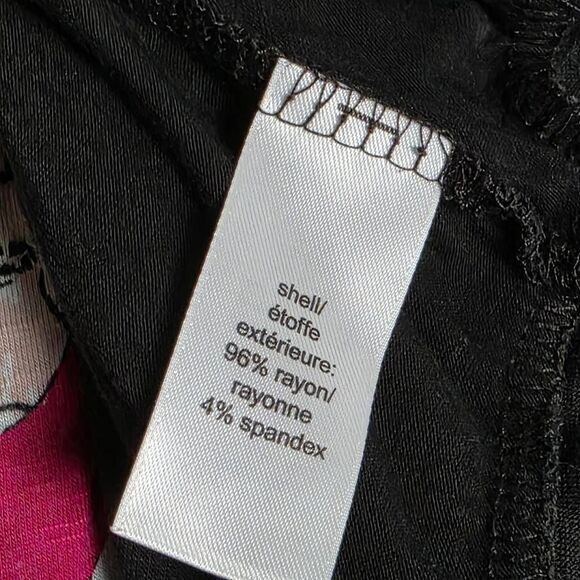 shell/
étoffe
extérieure:
96% rayon/
rayonne
4% spandex